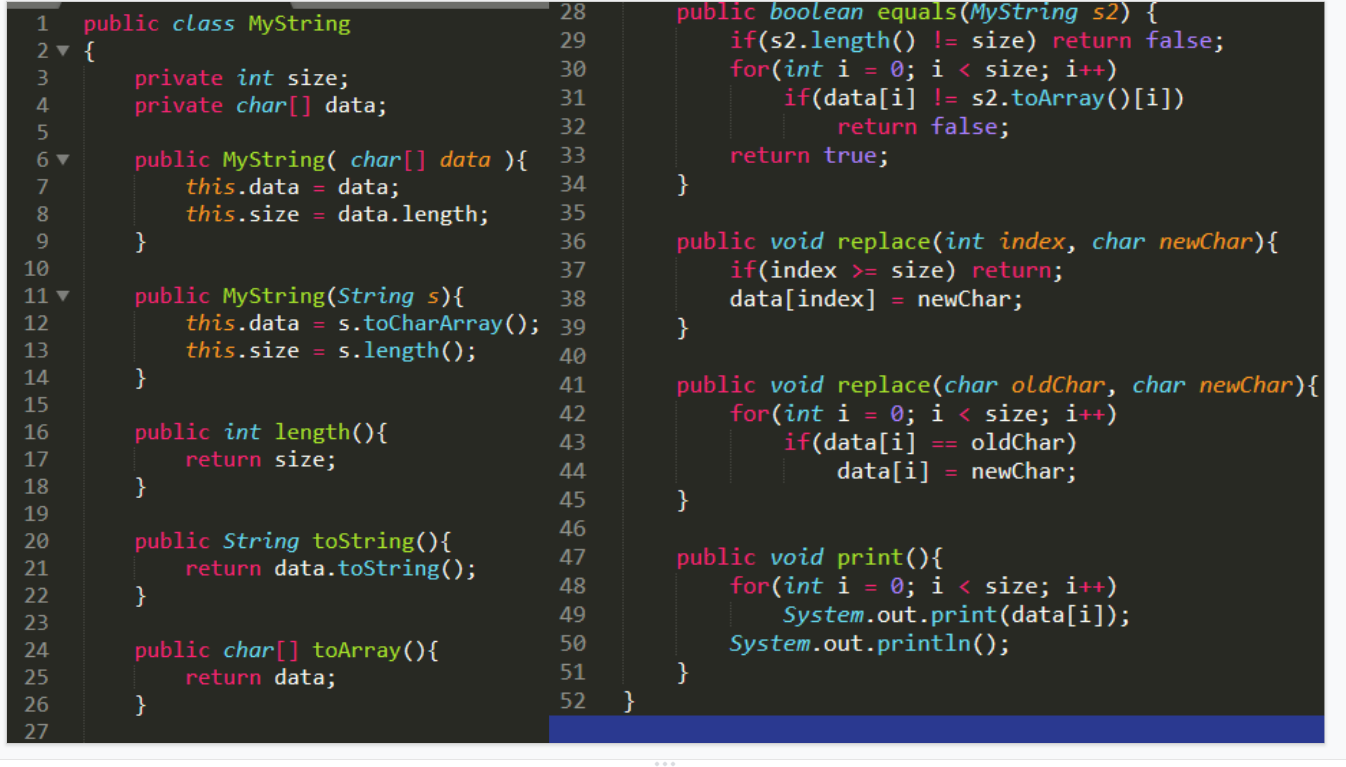 1 public class MyString
2 {
3 private int size;
4 private char[] data;
5
6 public MyString( char[] data ){
7 this.data = data;
8 this.size = data.length;
9 }
10
11 public MyString(String s){
12 this.data = s.toCharArray();
13 this.size = s.length();
14 }
15
16 public int length(){
17 return size;
18 }
19
20 public String toString(){
21 return data.toString();
22 }
23
24 public char[] toArray(){
25 return data;
26 }
27
28 public boolean equals(MyString s2) {
29 if(s2.length() != size) return false;
30 for(int i = 0; i < size; i++)
31 if(data[i] != s2.toArray()[i])
32 return false;
33 return true;
34 }
35
36 public void replace(int index, char newChar){
37 if(index >= size) return;
38 data[index] = newChar;
39 }
40
41 public void replace(char oldChar, char newChar){
42 for(int i = 0; i < size; i++)
43 if(data[i] == oldChar)
44 data[i] = newChar;
45 }
46
47 public void print(){
48 for(int i = 0; i < size; i++)
49 System.out.print(data[i]);
50 System.out.println();
51 }
52 }